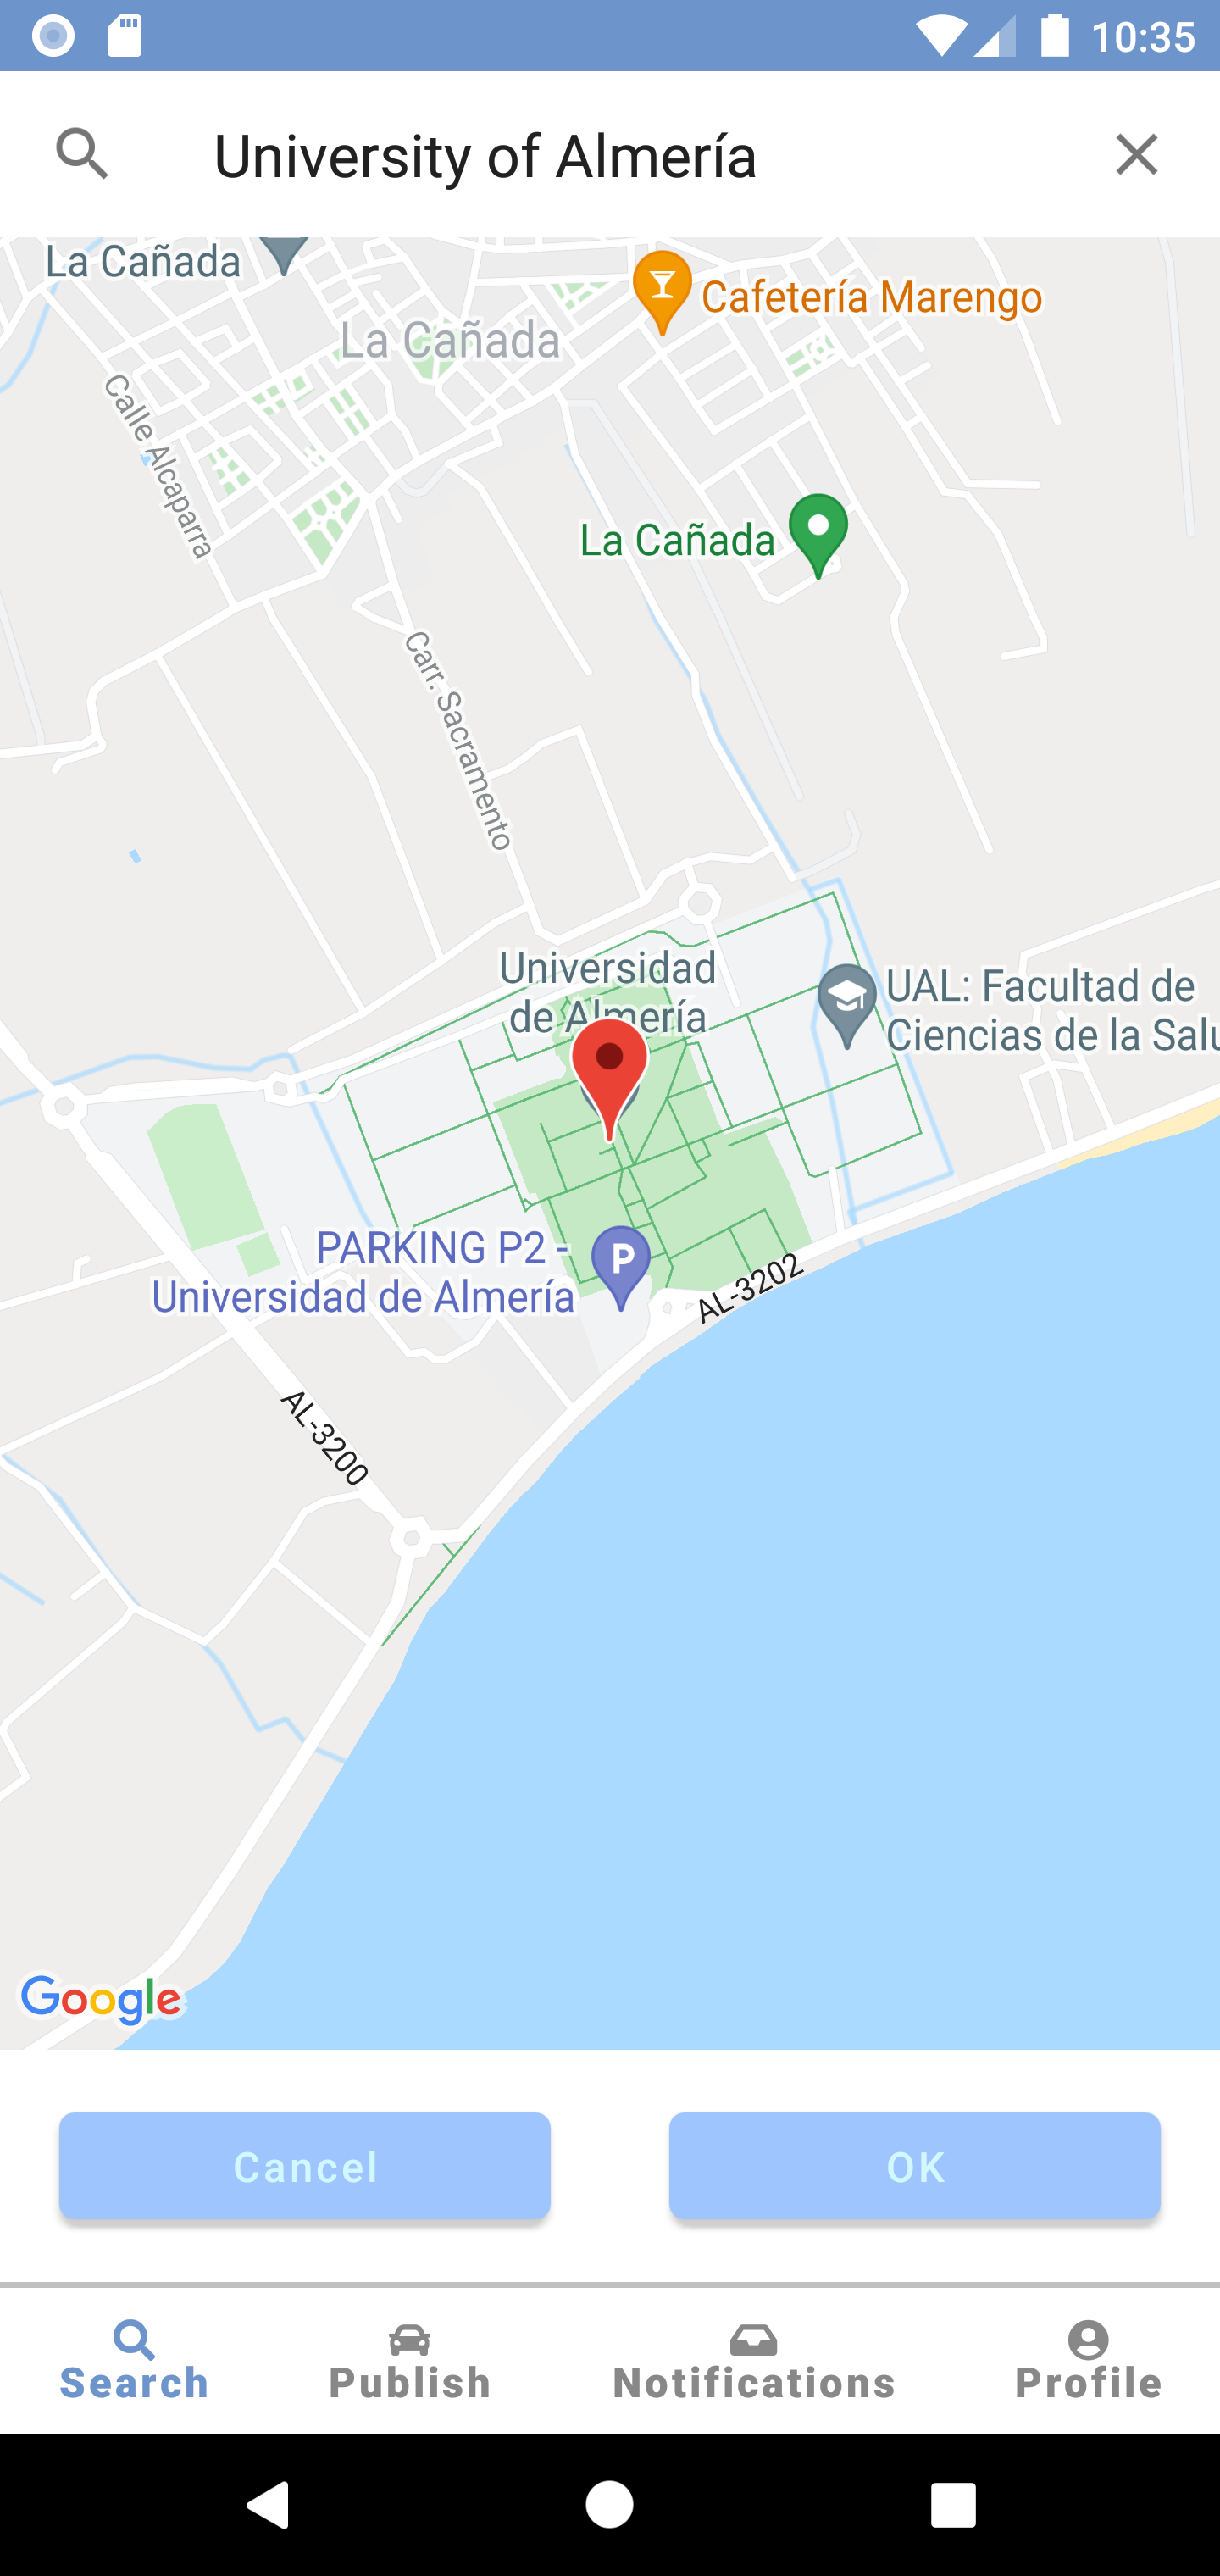 10:35
University of Almería
La Cañada
Cafetería Marengo
La Cañada
Calle Alcaparra
La Cañada
Carr. Sacramento
Universidad
de Almería
UAL: Facultad de
Ciencias de la Salu
PARKING P2 -
Universidad de Almería
AL-3202
AL-3200
Google
Cancel
OK
Search
Publish
Notifications
Profile